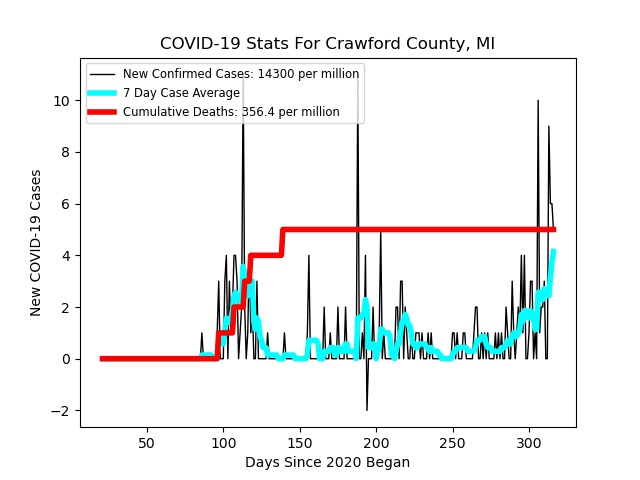 COVID-19 Stats For Crawford County, MI
New Confirmed Cases: 14300 per million
7 Day Case Average
Cumulative Deaths: 356.4 per million
New COVID-19 Cases
10
8
6
4
2
0
−2
50 100 150 200 250 300
Days Since 2020 Began